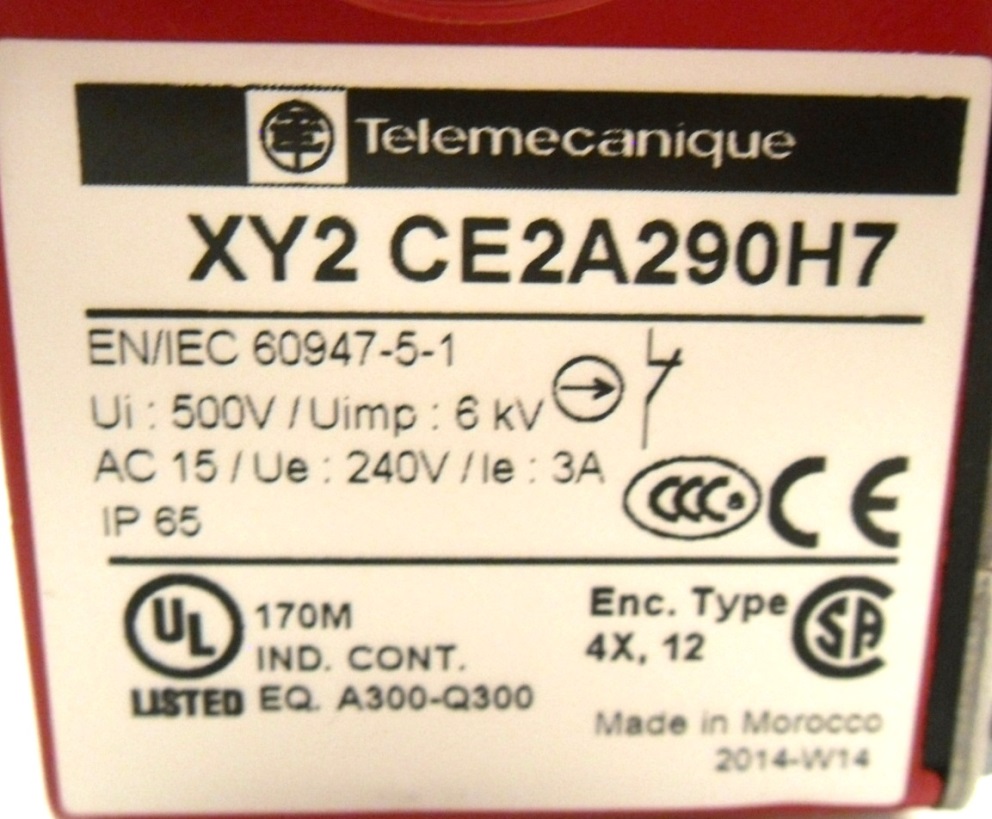 Telemecanique
XY2 CE2A290H7
EN/IEC 60947-5-1
Ui : 500V / Uimp : 6 kV
AC 15 / Ue : 240V / Ie : 3A
IP 65
CCC CE
UL LISTED
170M
IND. CONT.
EQ. A300-Q300
Enc. Type
4X, 12
SA
Made in Morocco
2014-W14